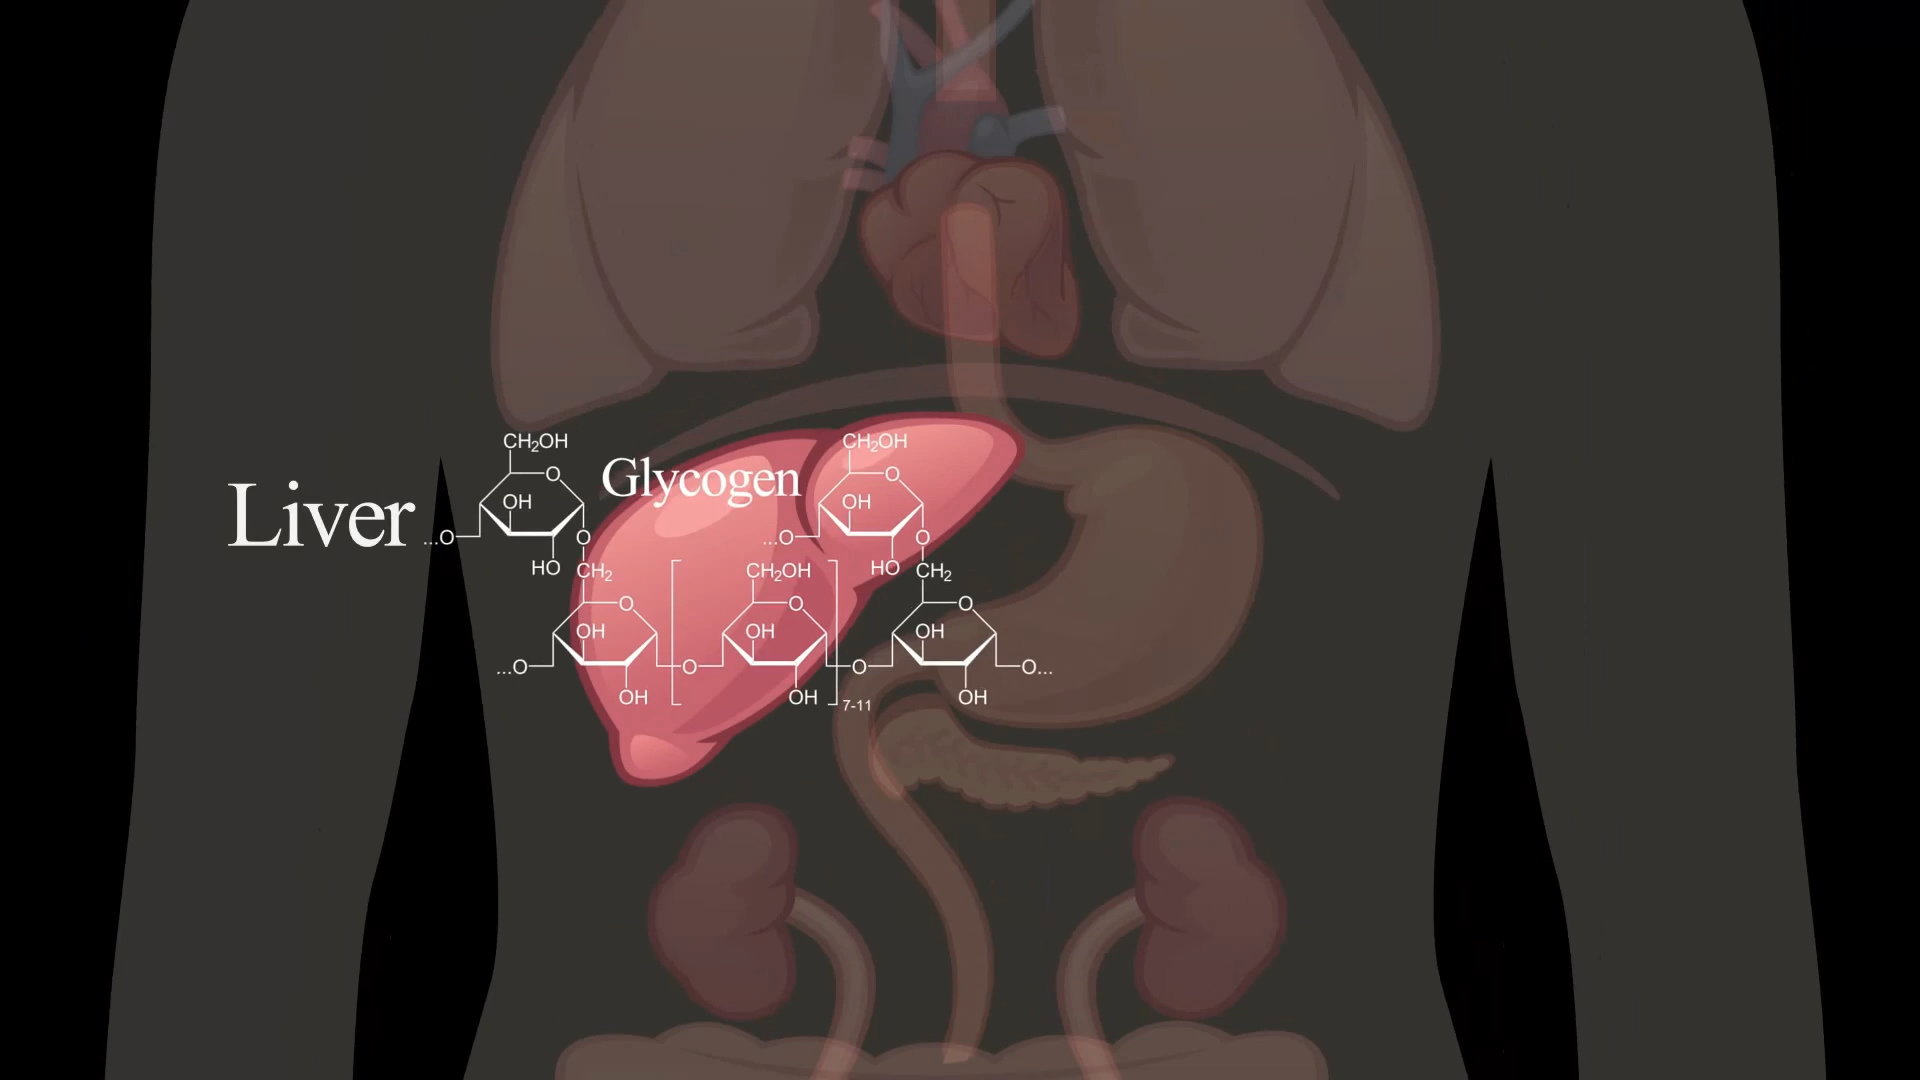 Liver
Glycogen
CH₂OH
O
OH
...O
O
HO
CH₂
CH₂OH
O
OH
...O
O
HO
CH₂
O
OH
...O
OH
O
CH₂OH
O
OH
OH
7-11
O
O
OH
OH
O...